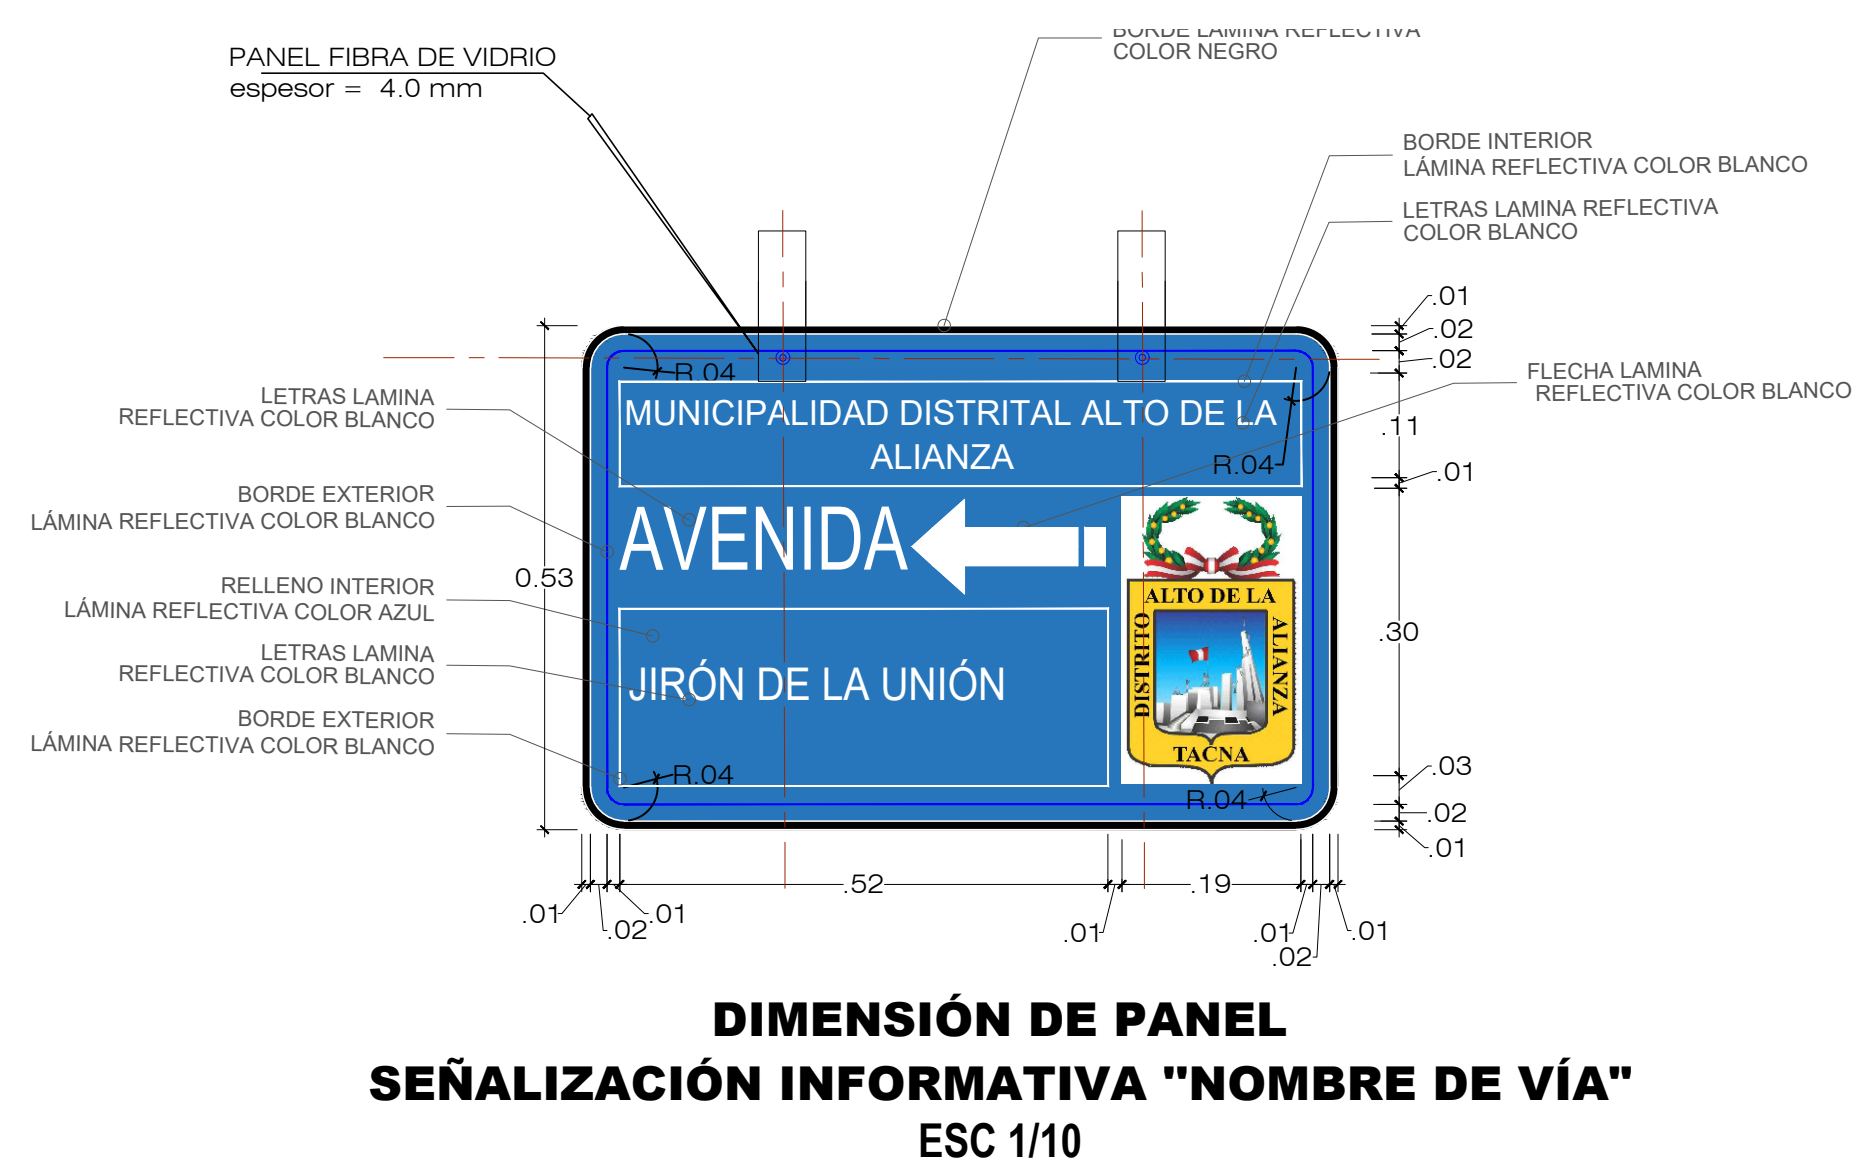 BORDE LAMINA REFLECTIVA
COLOR NEGRO
PANEL FIBRA DE VIDRIO
espesor = 4.0 mm
BORDE INTERIOR
LÁMINA REFLECTIVA COLOR BLANCO
LETRAS LAMINA REFLECTIVA
COLOR BLANCO
FLECHA LAMINA
REFLECTIVA COLOR BLANCO
LETRAS LAMINA
REFLECTIVA COLOR BLANCO
BORDE EXTERIOR
LÁMINA REFLECTIVA COLOR BLANCO
RELLENO INTERIOR
LÁMINA REFLECTIVA COLOR AZUL
LETRAS LAMINA
REFLECTIVA COLOR BLANCO
BORDE EXTERIOR
LÁMINA REFLECTIVA COLOR BLANCO
0.53
R.04
MUNICIPALIDAD DISTRITAL ALTO DE LA
ALIANZA
R.04
AVENIDA
JIRÓN DE LA UNIÓN
R.04
R.04
ALTO DE LA
DISTRITO
ALIANZA
TACNA
.01
.02
.02
.11
.01
.30
.03
.02
.01
.01
.02
.01
.52
.01
.19
.01
.02
.01
DIMENSIÓN DE PANEL
SEÑALIZACIÓN INFORMATIVA "NOMBRE DE VÍA"
ESC 1/10